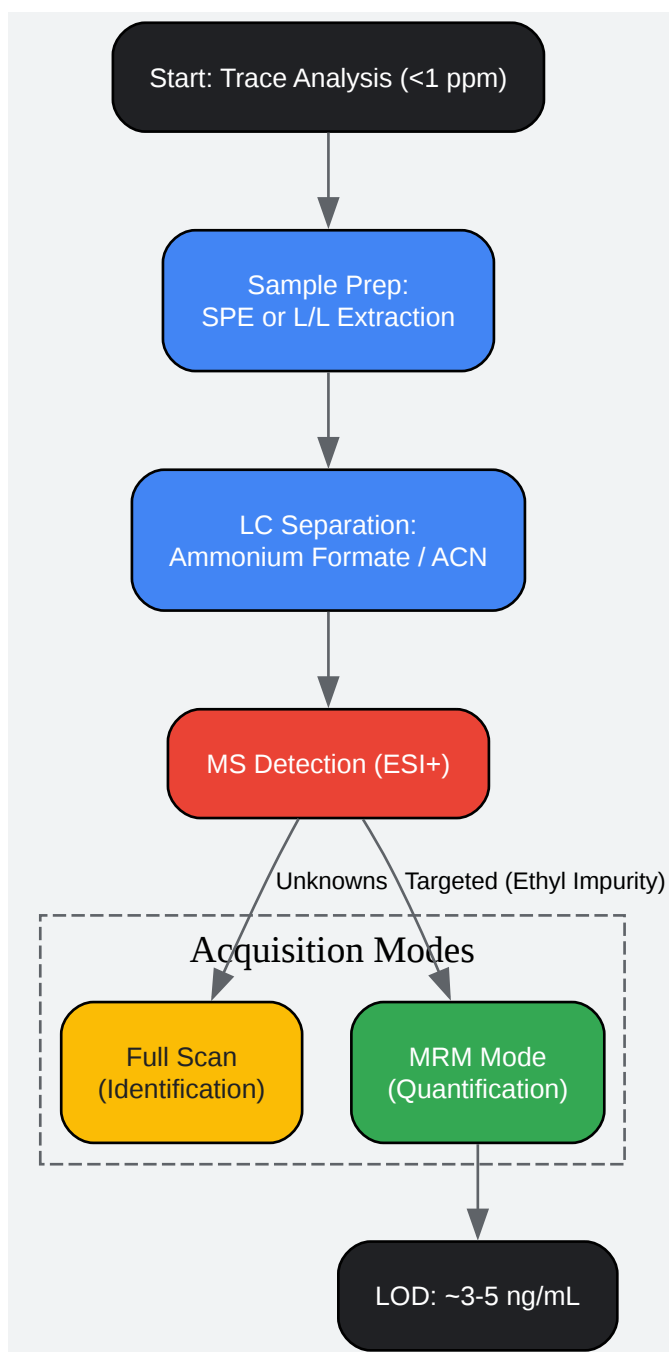 Start: Trace Analysis (<1 ppm)
Sample Prep:
SPE or L/L Extraction
LC Separation:
Ammonium Formate / ACN
MS Detection (ESI+)
Unknowns
Targeted (Ethyl Impurity)
Acquisition Modes
Full Scan
(Identification)
MRM Mode
(Quantification)
LOD: ~3-5 ng/mL